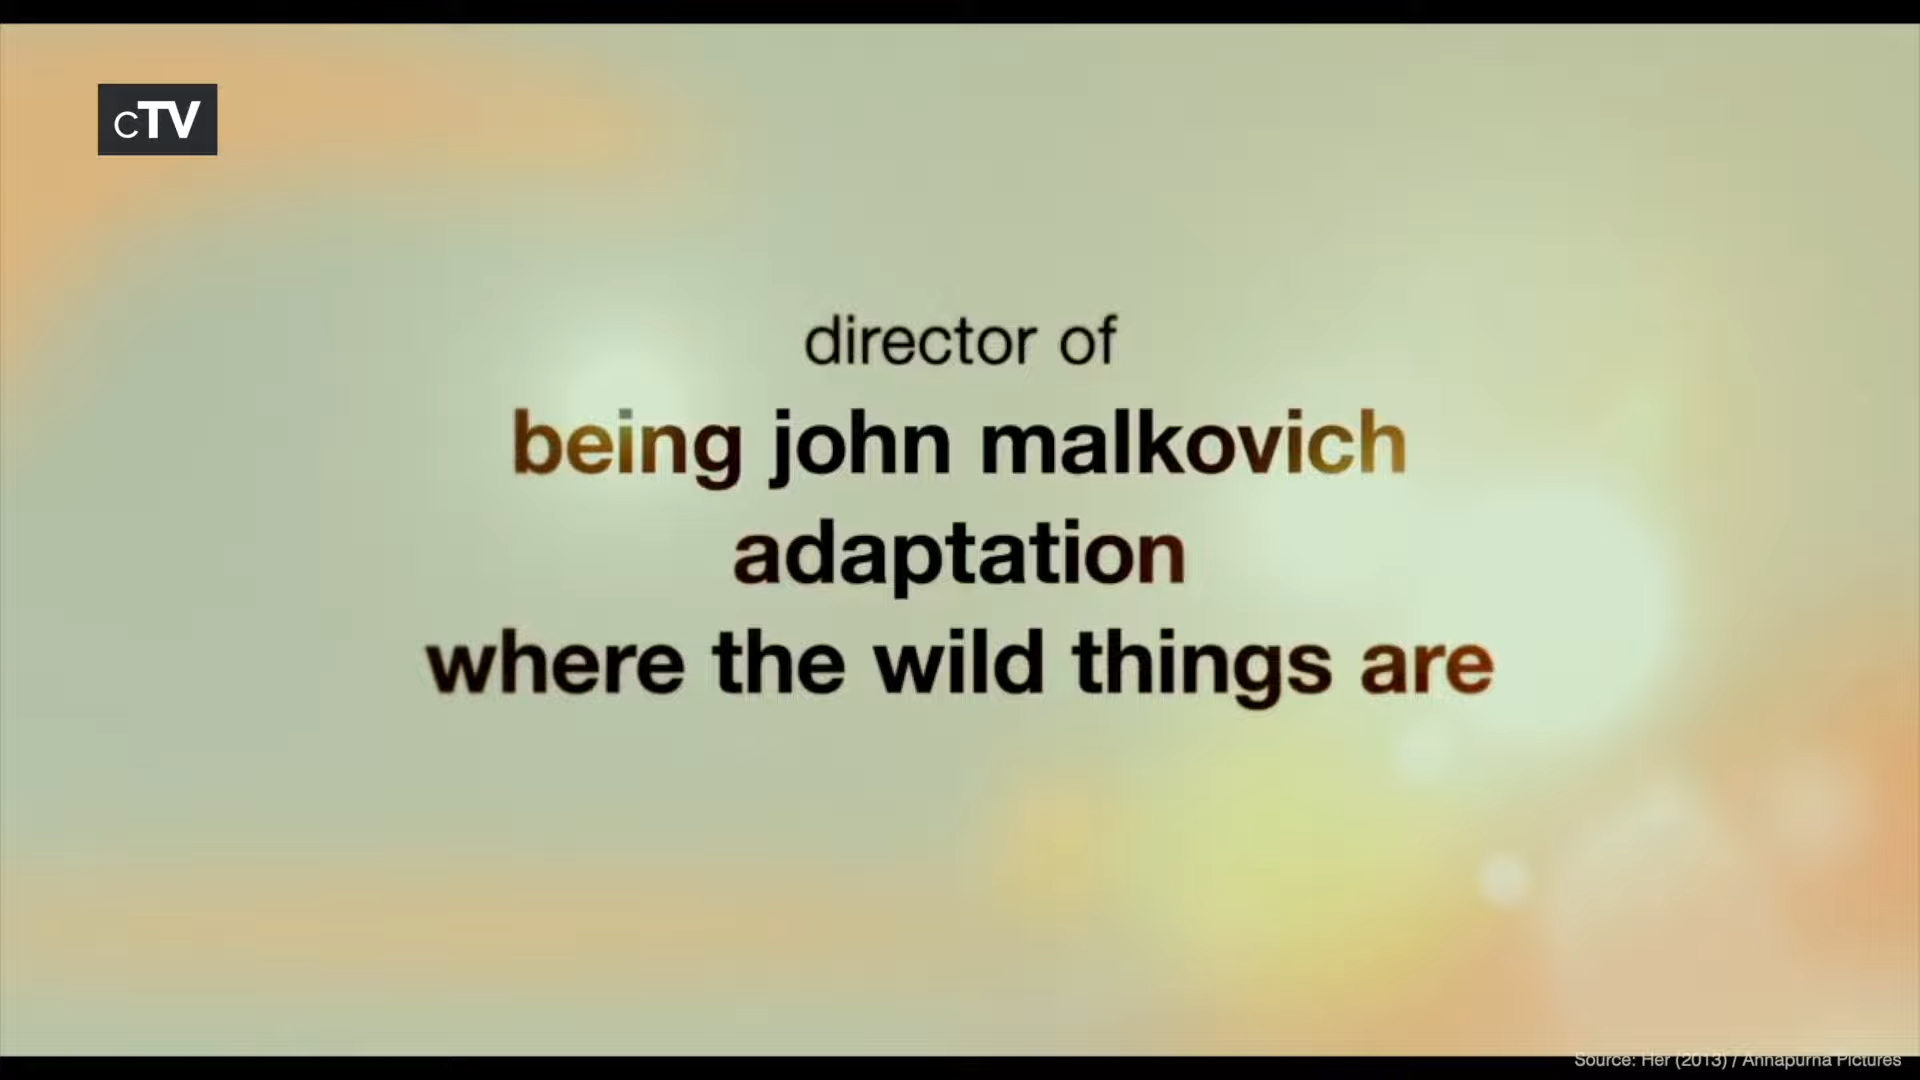 cTV
director of
being john malkovich
adaptation
where the wild things are
Source: Her (2013) / Annapurna Pictures